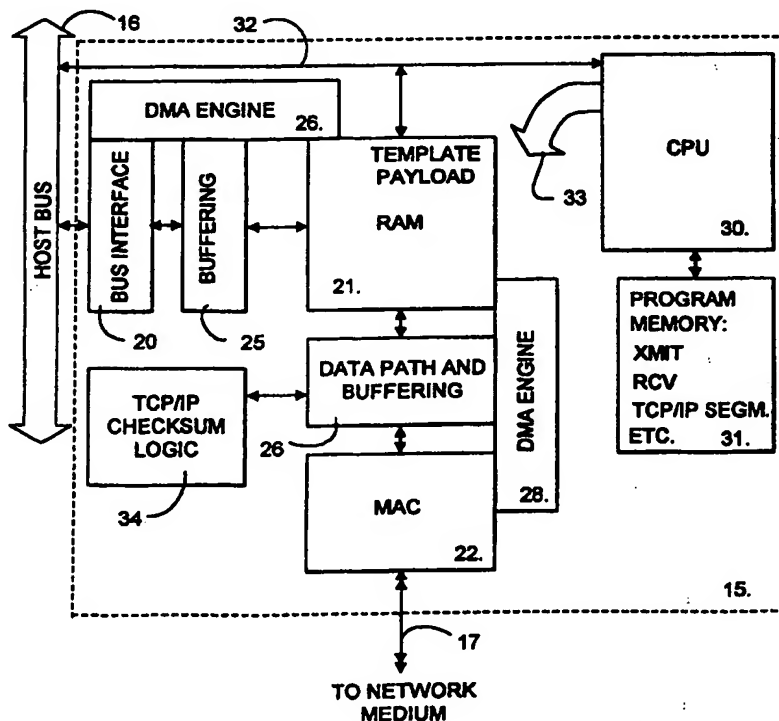 16
32
DMA ENGINE
26.
HOST BUS
BUS INTERFACE
BUFFERING
TEMPLATE
PAYLOAD
RAM
21.
33
CPU
30.
20
25
DATA PATH AND
BUFFERING
26
DMA ENGINE
28.
PROGRAM
MEMORY:
XMIT
RCV
TCP/IP SEGM.
ETC.
31.
TCP/IP
CHECKSUM
LOGIC
34
MAC
22.
15.
17
TO NETWORK
MEDIUM